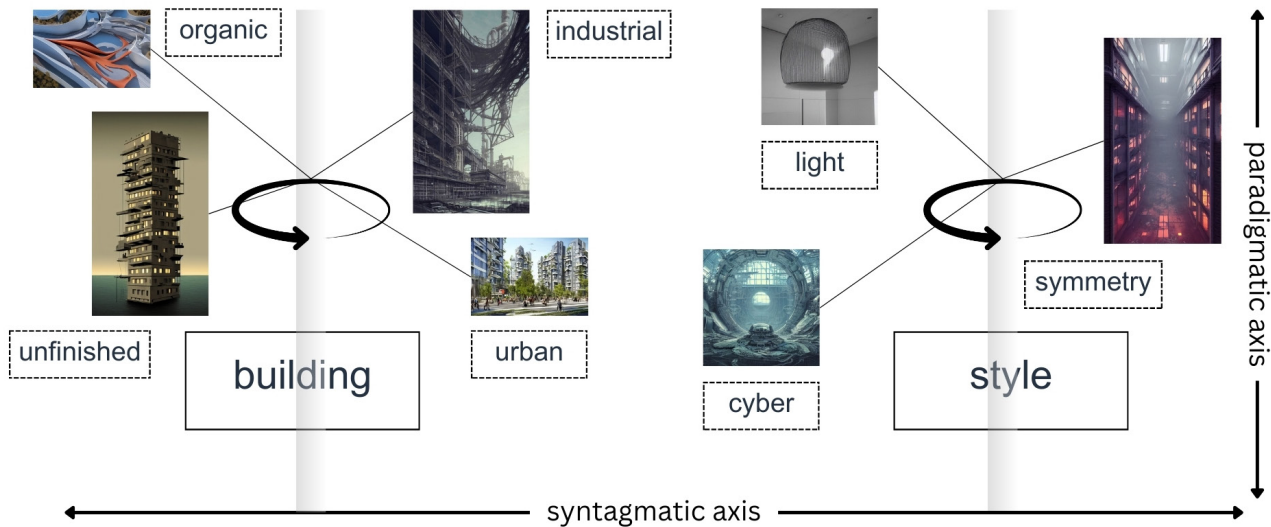 organic
industrial
light
symmetry
unfinished
urban
cyber
building
style
paradigmatic axis
syntagmatic axis